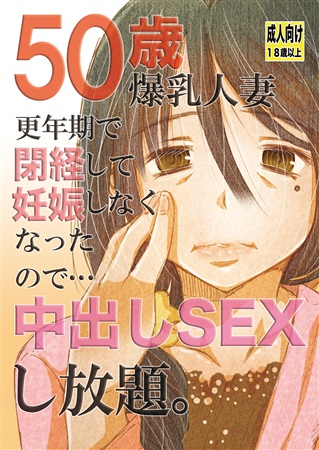 50歳
成人向け
18歳以上
爆乳人妻
更年期で
閉経して
妊娠しなく
なった
ので…
中出しSEX
し放題。